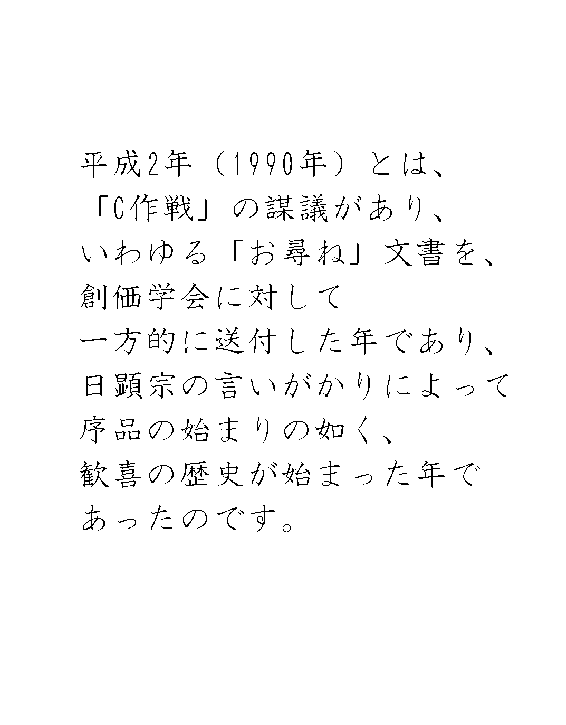 平成2年（1990年）とは、
「C作戦」の謀議があり、
いわゆる「お尋ね」文書を、
創価学会に対して
一方的に送付した年であり、
日顕宗の言いがかりによって
序品の始まりの如く、
歓喜の歴史が始まった年で
あったのです。